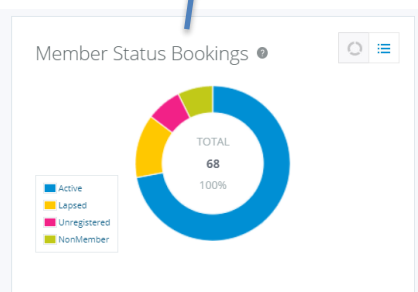 Member Status Bookings ?
TOTAL
68
100%
Active
Lapsed
Unregistered
NonMember